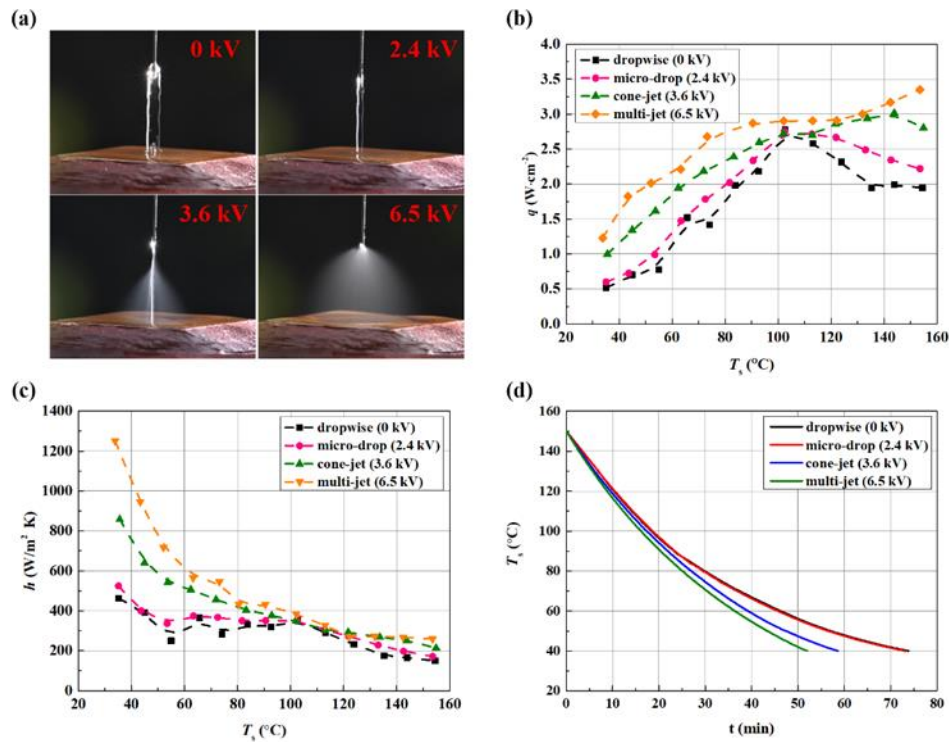 (a)
0 kV
2.4 kV
3.6 kV
6.5 kV
(b)
4.0
3.5
3.0
2.5
2.0
1.5
1.0
0.5
0.0
q (W·cm⁻²)
dropwise (0 kV)
micro-drop (2.4 kV)
cone-jet (3.6 kV)
multi-jet (6.5 kV)
20 40 60 80 100 120 140 160
Tₛ (°C)
(c)
1400
1200
1000
800
600
400
200
0
h (W/m² K)
dropwise (0 kV)
micro-drop (2.4 kV)
cone-jet (3.6 kV)
multi-jet (6.5 kV)
20 40 60 80 100 120 140 160
Tₛ (°C)
(d)
160
140
120
100
80
60
40
20
Tₛ (°C)
dropwise (0 kV)
micro-drop (2.4 kV)
cone-jet (3.6 kV)
multi-jet (6.5 kV)
0 10 20 30 40 50 60 70 80
t (min)